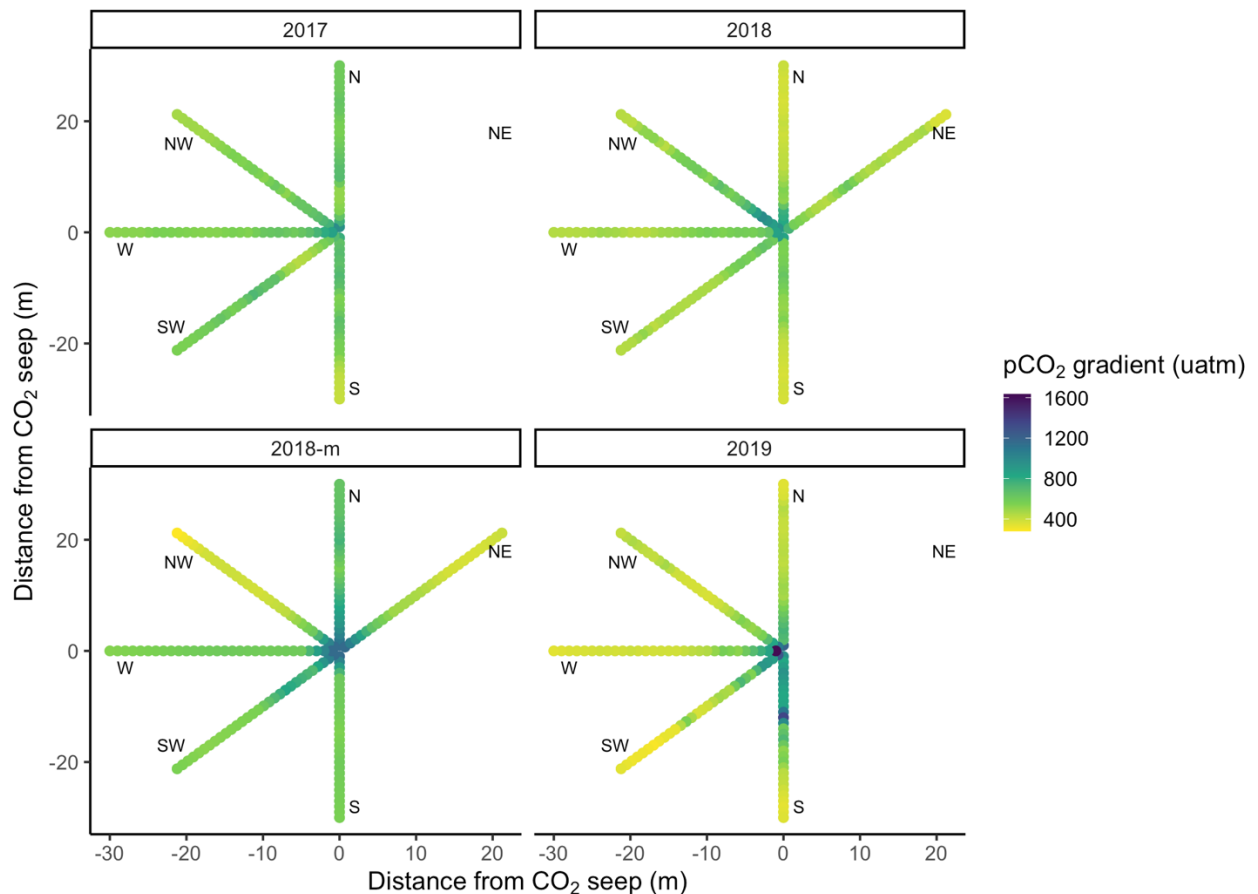 2017
2018
N
NW
NE
W
SW
S
N
NW
NE
W
SW
S
20
0
-20
2018-m
2019
N
NW
NE
W
SW
S
N
NW
NE
W
SW
S
20
0
-20
-30
-20
-10
0
10
20
-30
-20
-10
0
10
20
Distance from CO₂ seep (m)
Distance from CO₂ seep (m)
pCO₂ gradient (uatm)
1600
1200
800
400